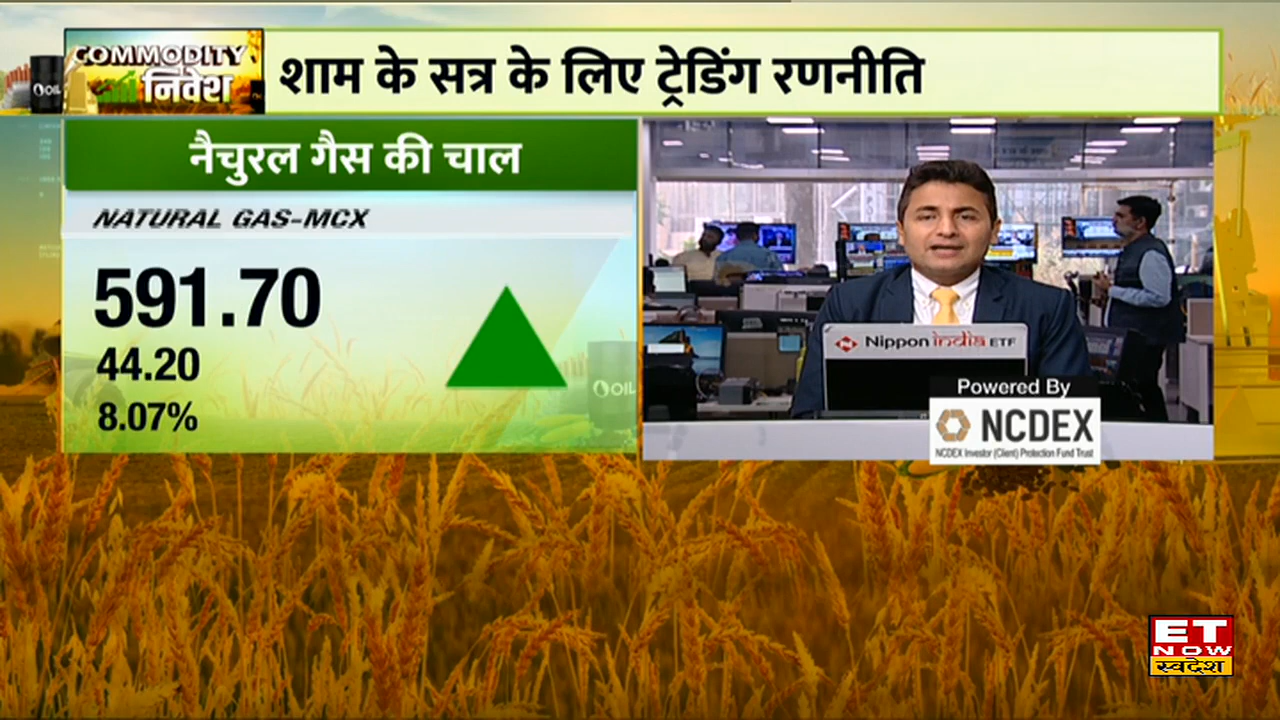 COMMODITY
निवेश
शाम के सत्र के लिए ट्रेडिंग रणनीति
OIL
नैचुरल गैस की चाल
NATURAL GAS-MCX
591.70
44.20
8.07%
OIL
Nippon india ETF
Powered By
NCDEX
NCDEX Investor (Client) Protection Fund Trust
ET
NOW
स्वदेश